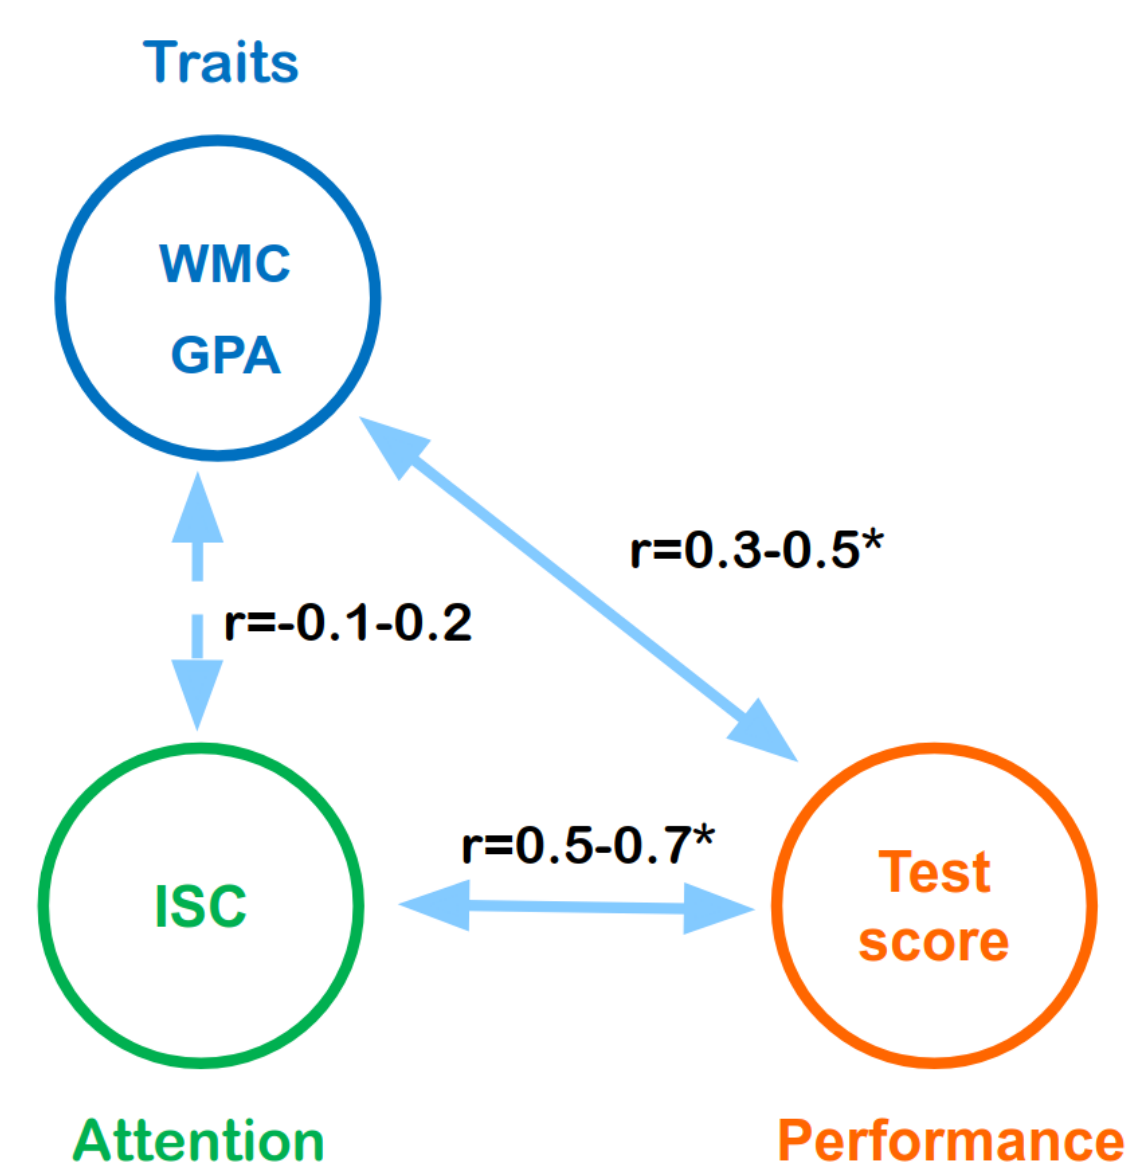 Traits
WMC
GPA
r=0.3-0.5*
r=-0.1-0.2
r=0.5-0.7*
ISC
Test
score
Attention
Performance